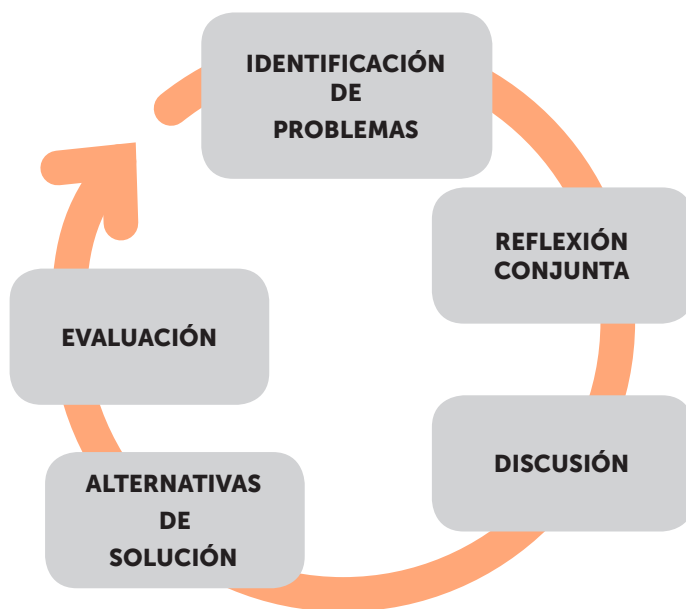 IDENTIFICACIÓN
DE
PROBLEMAS
REFLEXIÓN
CONJUNTA
DISCUSIÓN
ALTERNATIVAS
DE
SOLUCIÓN
EVALUACIÓN